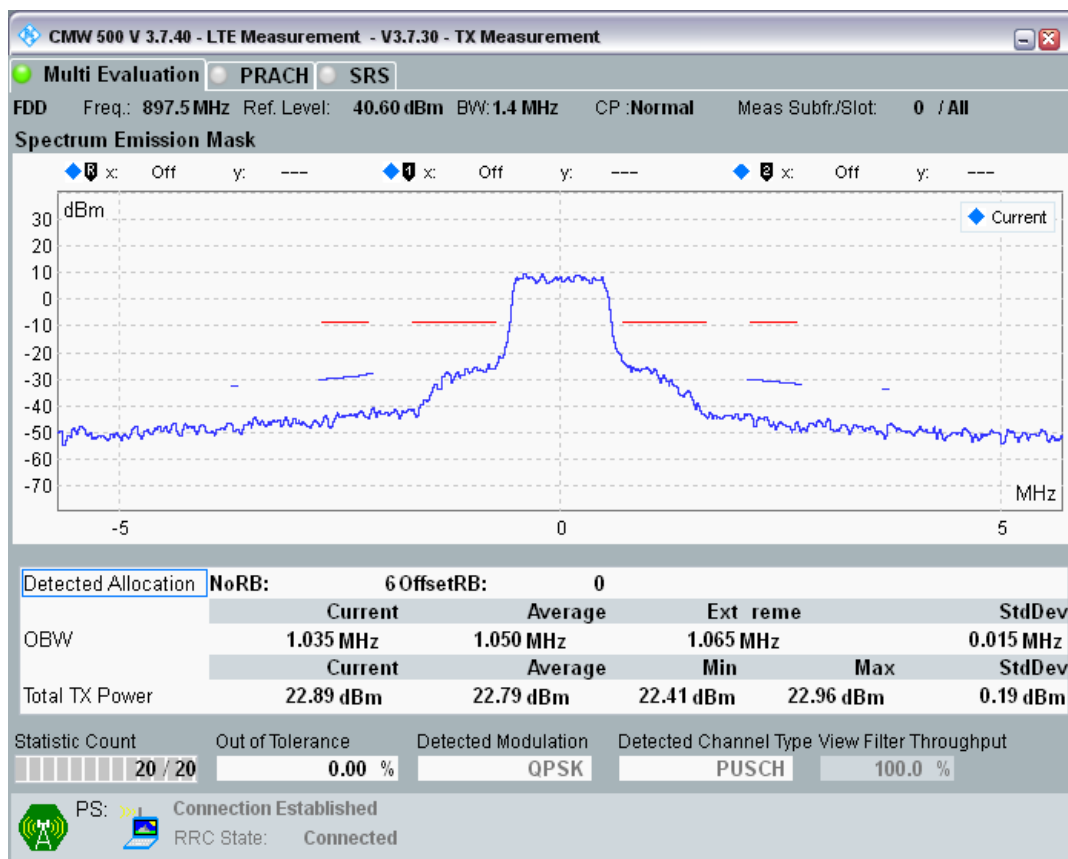 CMW 500 V 3.7.40 - LTE Measurement - V3.7.30 - TX Measurement
Multi Evaluation PRACH SRS
FDD Freq.: 897.5 MHz Ref. Level: 40.60 dBm BW: 1.4 MHz CP :Normal Meas Subfr./Slot: 0 / All
Spectrum Emission Mask
R x: Off y: --- 1 x: Off y: --- 2 x: Off y: ---
dBm
Current
30
20
10
0
-10
-20
-30
-40
-50
-60
-70
MHz
-5 0 5
Detected Allocation NoRB: 6 OffsetRB: 0
Current Average Ext reme StdDev
OBW 1.035 MHz 1.050 MHz 1.065 MHz 0.015 MHz
Current Average Min Max StdDev
Total TX Power 22.89 dBm 22.79 dBm 22.41 dBm 22.96 dBm 0.19 dBm
Statistic Count Out of Tolerance Detected Modulation Detected Channel Type View Filter Throughput
20 / 20 0.00 % QPSK PUSCH 100.0 %
PS: Connection Established
RRC State: Connected